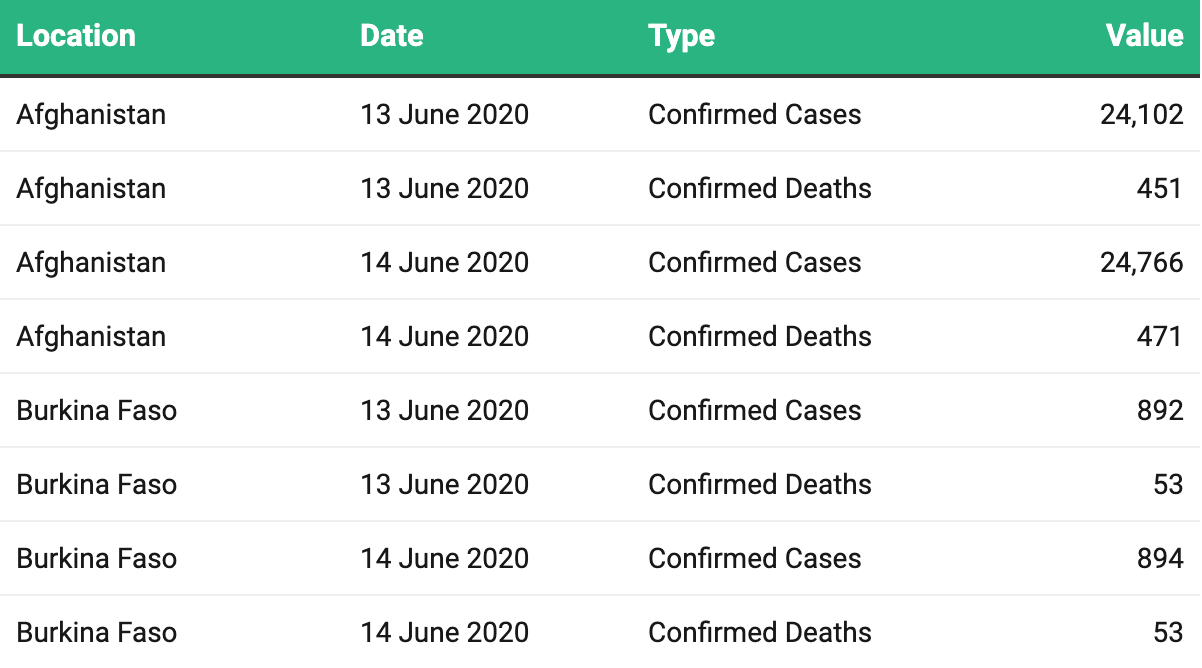 Location Date Type Value
Afghanistan 13 June 2020 Confirmed Cases 24,102
Afghanistan 13 June 2020 Confirmed Deaths 451
Afghanistan 14 June 2020 Confirmed Cases 24,766
Afghanistan 14 June 2020 Confirmed Deaths 471
Burkina Faso 13 June 2020 Confirmed Cases 892
Burkina Faso 13 June 2020 Confirmed Deaths 53
Burkina Faso 14 June 2020 Confirmed Cases 894
Burkina Faso 14 June 2020 Confirmed Deaths 53